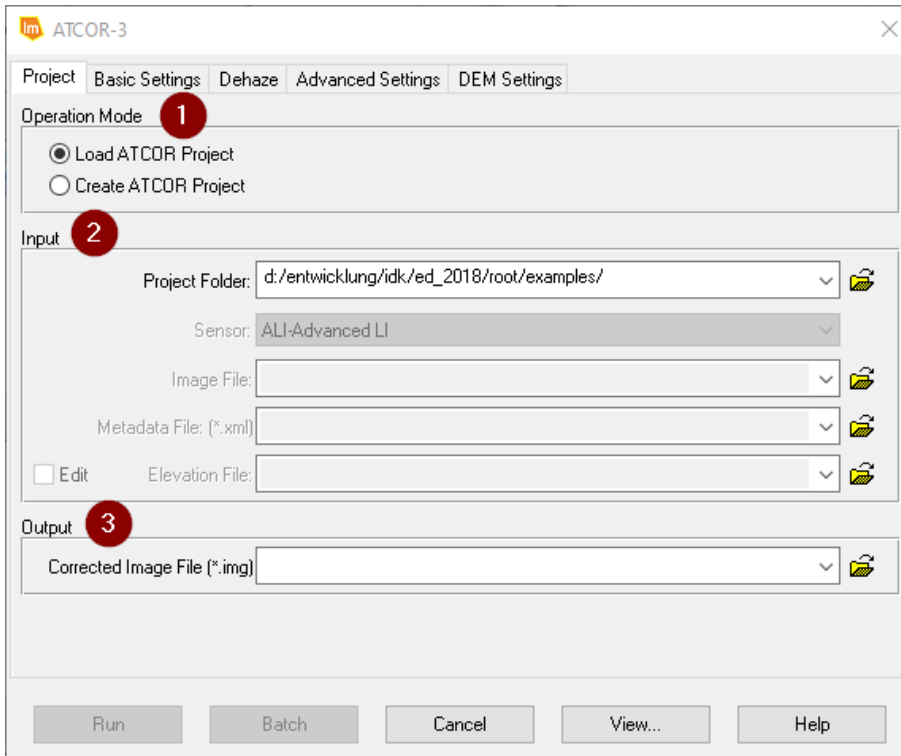 Im ATCOR-3
Project Basic Settings Dehaze Advanced Settings DEM Settings
Operation Mode 1
Load ATCOR Project
Create ATCOR Project
Input 2
Project Folder: d:/entwicklung/idk/ed_2018/root/examples/
Sensor: ALI-Advanced LI
Image File:
Metadata File: (*.xml)
Edit Elevation File:
Output 3
Corrected Image File (*.img)
Run Batch Cancel View... Help